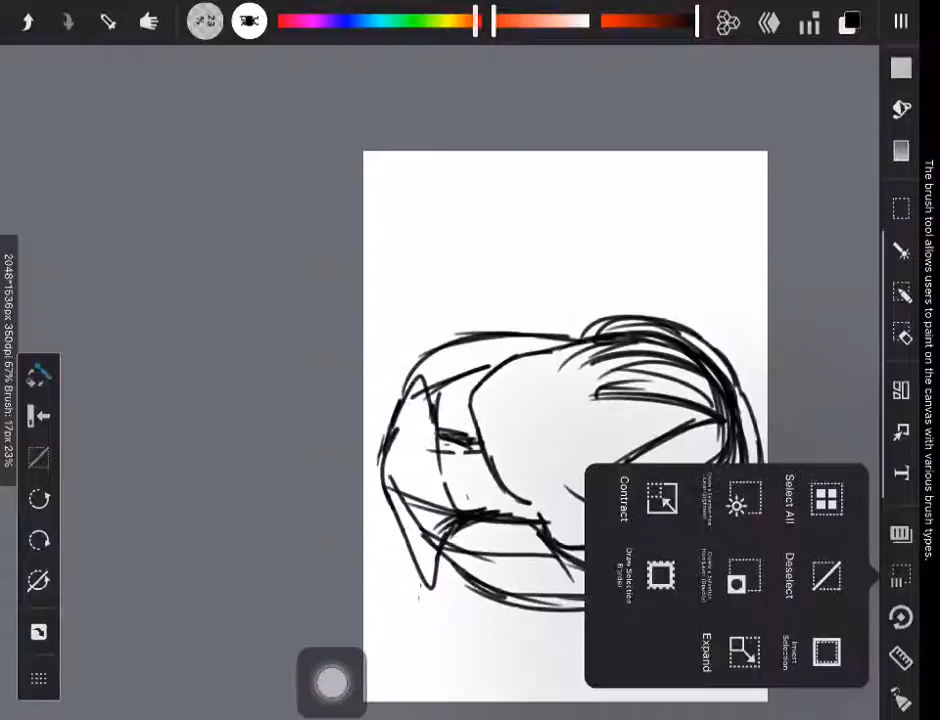 The brush tool allows users to paint on the canvas with various brush types.
T
Select All
Deselect
Invert
Selection
Expand
Contract
Draw Selection
Border
2048*1536px 350dpi 67% Brush: 17px 23%